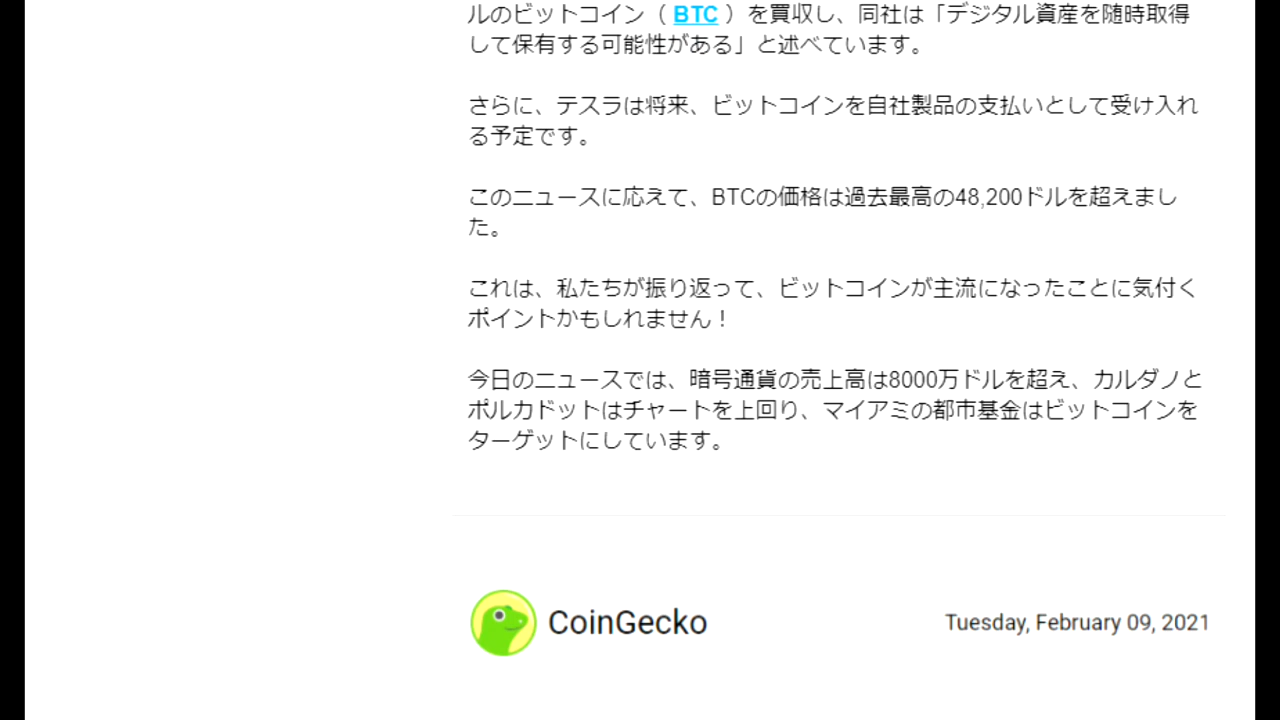 ルのビットコイン（ BTC ）を買収し、同社は「デジタル資産を随時取得
して保有する可能性がある」と述べています。
さらに、テスラは将来、ビットコインを自社製品の支払いとして受け入れ
る予定です。
このニュースに応えて、BTCの価格は過去最高の48,200ドルを超えまし
た。
これは、私たちが振り返って、ビットコインが主流になったことに気付く
ポイントかもしれません！
今日のニュースでは、暗号通貨の売上高は8000万ドルを超え、カルダノと
ポルカドットはチャートを上回り、マイアミの都市基金はビットコインを
ターゲットにしています。
CoinGecko
Tuesday, February 09, 2021